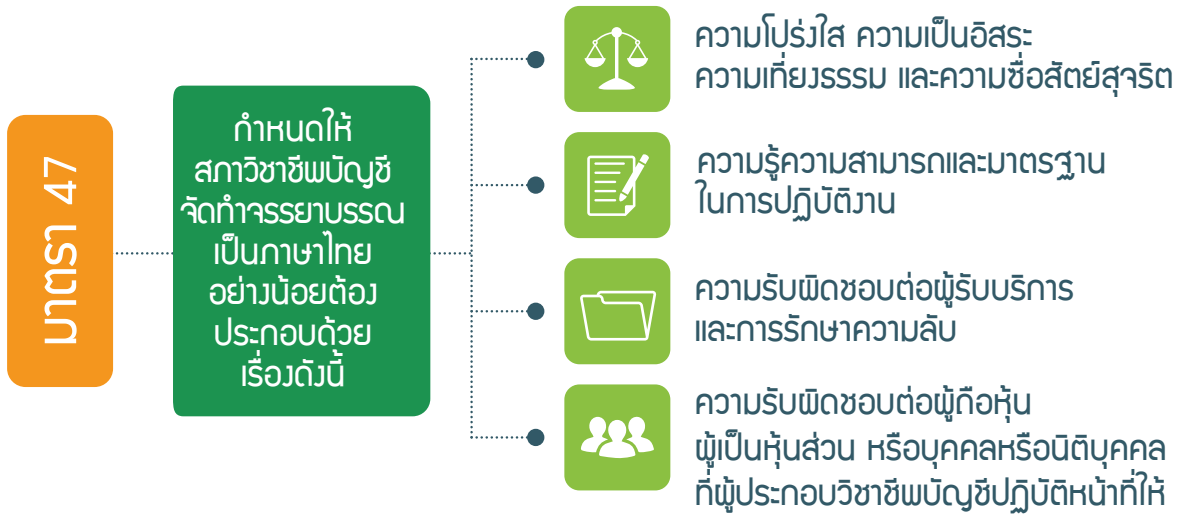 มาตรา 47
กำหนดให้
สภาวิชาชีพบัญชี
จัดทำจรรยาบรรณ
เป็นภาษาไทย
อย่างน้อยต้อง
ประกอบด้วย
เรื่องดังนี้
ความโปร่งใส ความเป็นอิสระ
ความเที่ยงธรรม และความซื่อสัตย์สุจริต
ความรู้ความสามารถและมาตรฐาน
ในการปฏิบัติงาน
ความรับผิดชอบต่อผู้รับบริการ
และการรักษาความลับ
ความรับผิดชอบต่อผู้ถือหุ้น
ผู้เป็นหุ้นส่วน หรือบุคคลหรือนิติบุคคล
ที่ผู้ประกอบวิชาชีพบัญชีปฏิบัติหน้าที่ให้